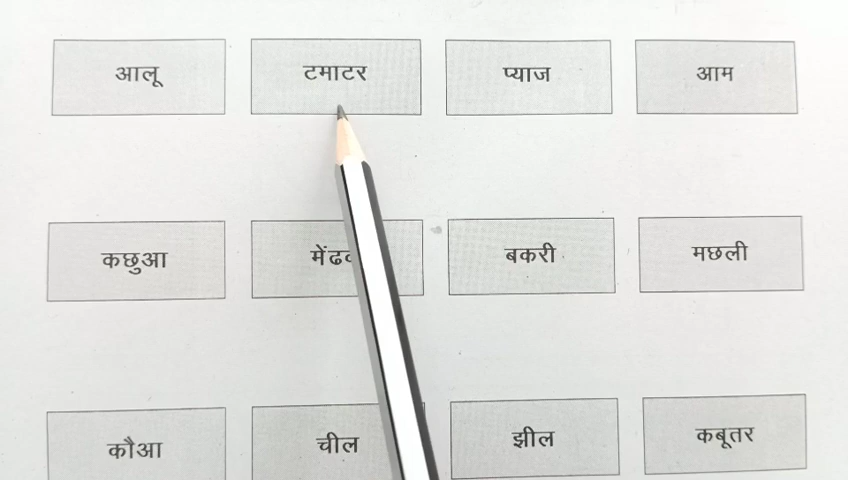 आलू टमाटर प्याज आम
कछुआ बकरी मछली
कौआ चील झील कबूतर